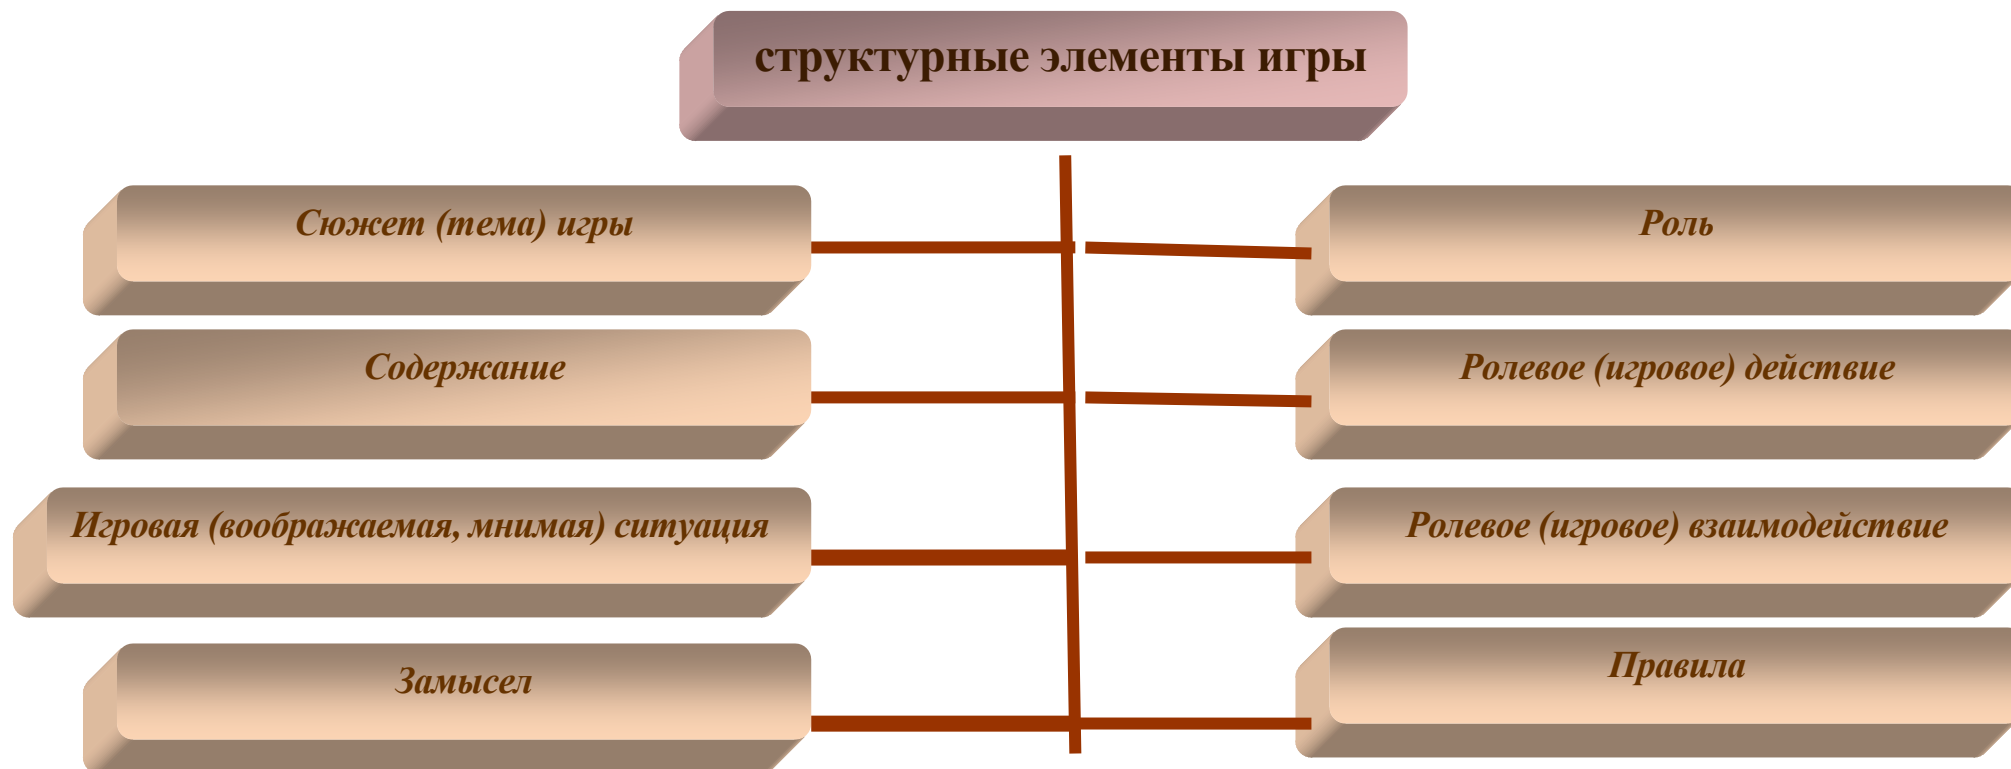 структурные элементы игры
Сюжет (тема) игры
Роль
Содержание
Ролевое (игровое) действие
Игровая (воображаемая, мнимая) ситуация
Ролевое (игровое) взаимодействие
Замысел
Правила